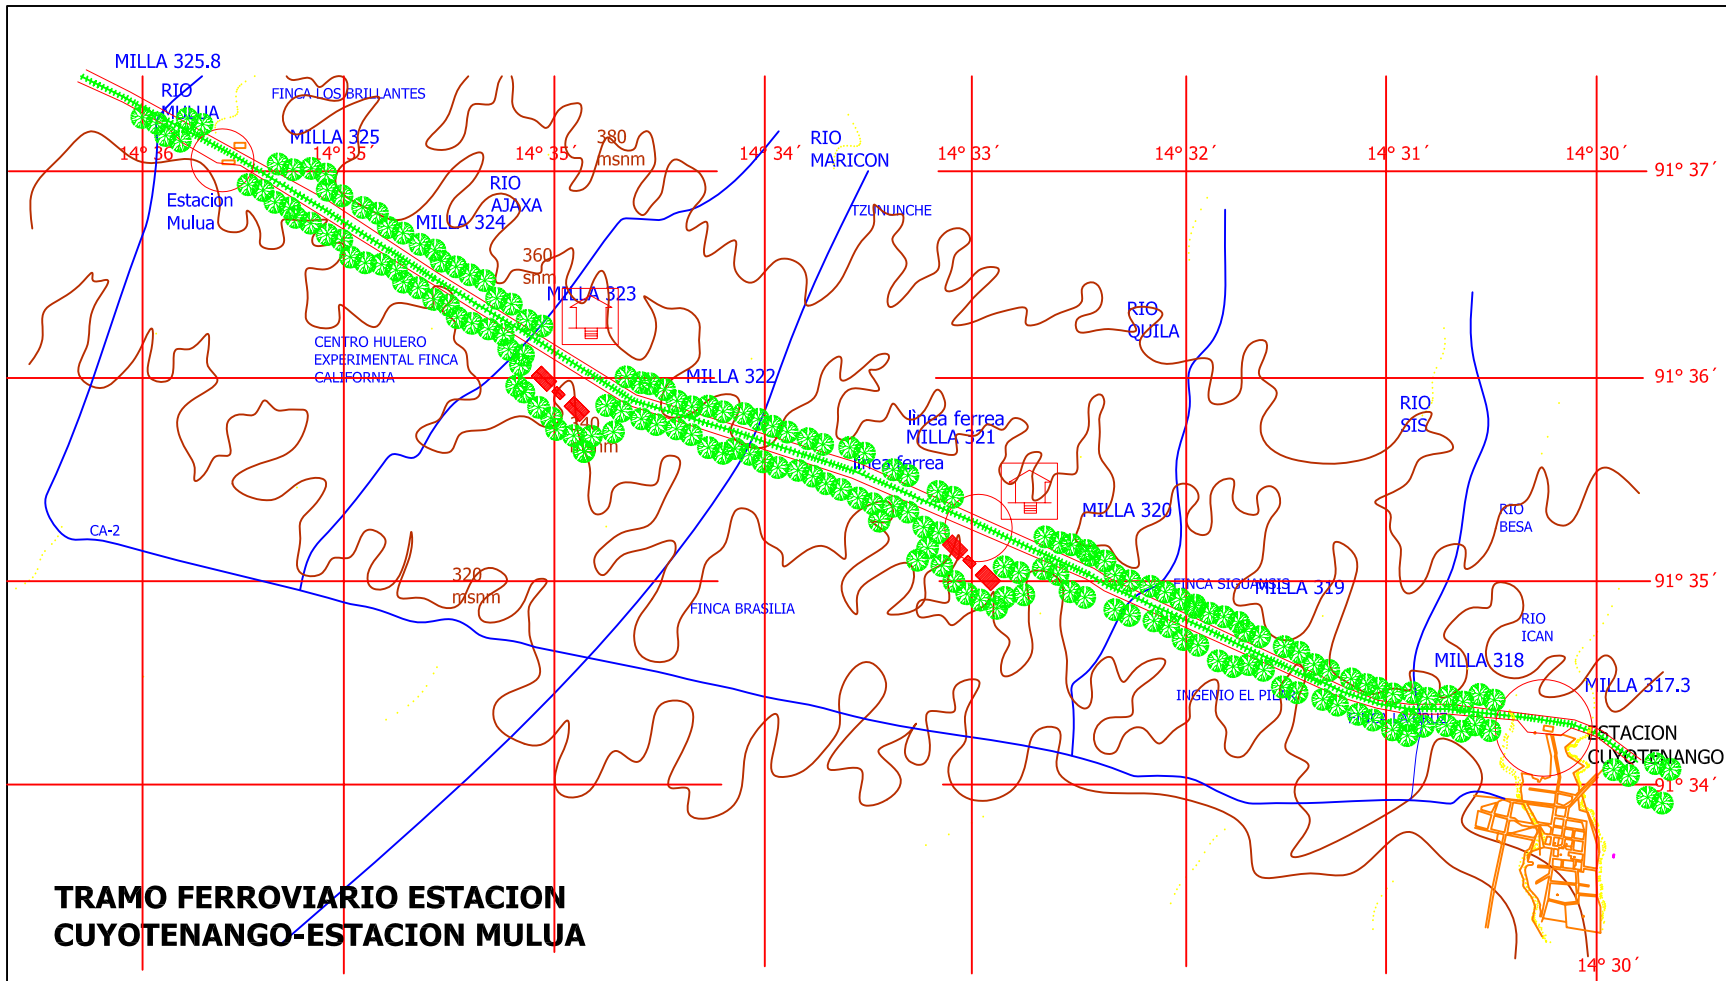 MILLA 325.8
RIO
MULUA
FINCA LOS BRILLANTES
MILLA 325
380
msnm
RIO
MARICON
14° 36´
14° 35´
14° 35´
14° 34´
14° 33´
14° 32´
14° 31´
14° 30´
91° 37´
Estacion
Mulua
RIO
AJAXA
MILLA 324
TZUNUNCHE
360
snm
MILLA 323
RIO
QUILA
CENTRO HULERO
EXPERIMENTAL FINCA
CALIFORNIA
MILLA 322
91° 36´
RIO
SIS
linea ferrea
MILLA 321
linea ferrea
340
msnm
MILLA 320
RIO
BESA
CA-2
320
msnm
FINCA BRASILIA
FINCA SIGUANSIS
MILLA 319
91° 35´
RIO
ICAN
MILLA 318
INGENIO EL PILAR
MILLA 317.3
FINCA LA CRUZ
ESTACION
CUYOTENANGO
91° 34´
TRAMO FERROVIARIO ESTACION
CUYOTENANGO-ESTACION MULUA
14° 30´